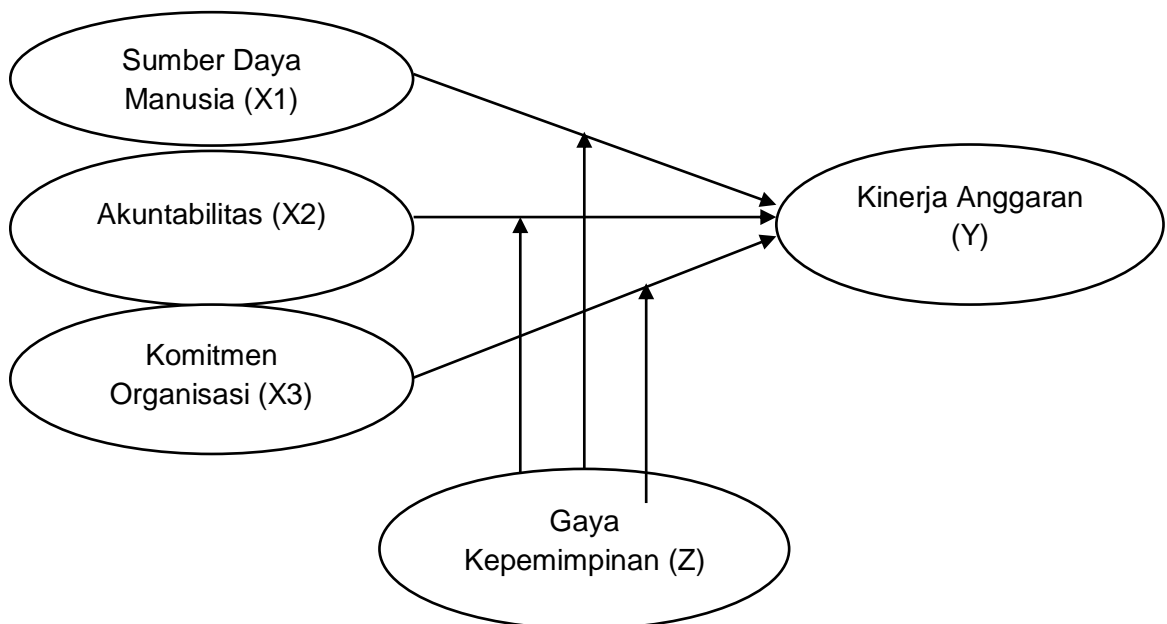 Sumber Daya
Manusia (X1)
Akuntabilitas (X2)
Kinerja Anggaran
(Y)
Komitmen
Organisasi (X3)
Gaya
Kepemimpinan (Z)